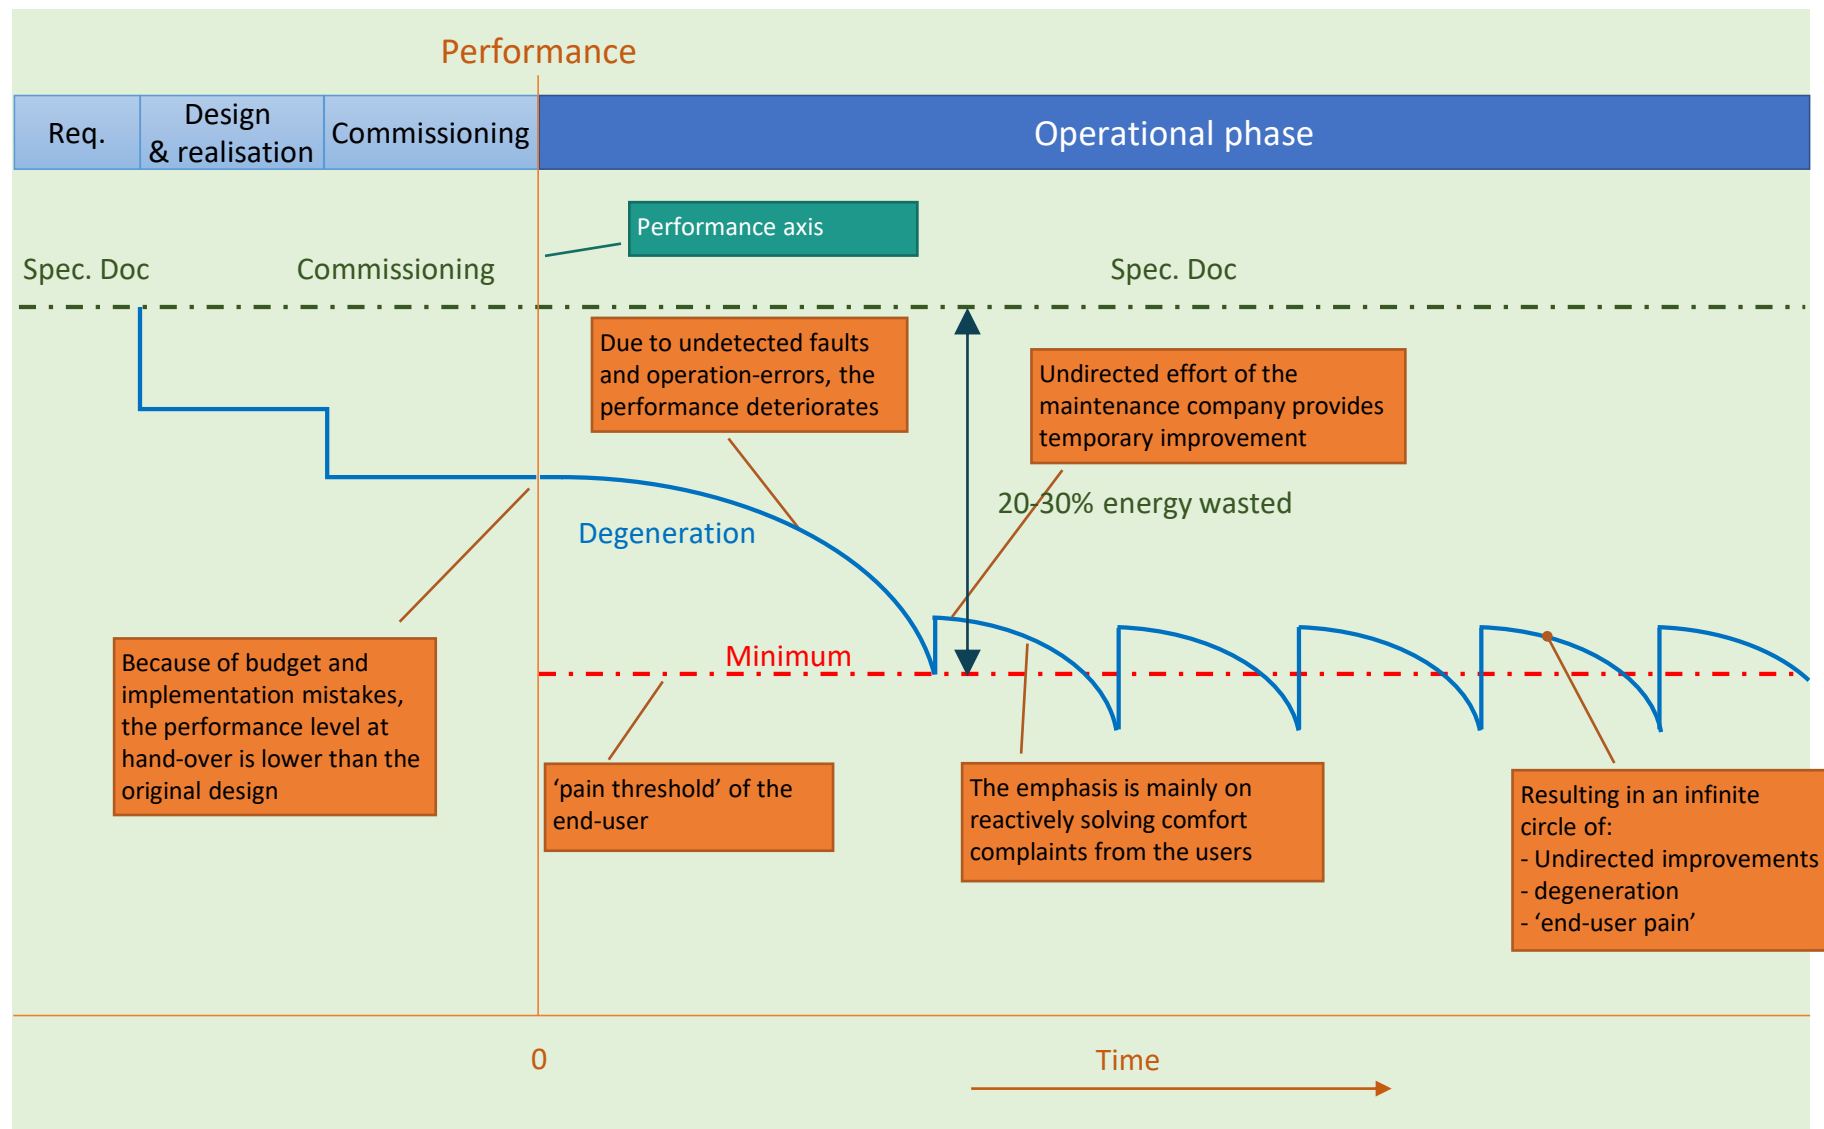 Performance
Req.
Design
& realisation
Commissioning
Operational phase
Performance axis
Spec. Doc
Commissioning
Spec. Doc
Due to undetected faults
and operation-errors, the
performance deteriorates
Undirected effort of the
maintenance company provides
temporary improvement
20-30% energy wasted
Degeneration
Minimum
Because of budget and
implementation mistakes,
the performance level at
hand-over is lower than the
original design
‘pain threshold’ of the
end-user
The emphasis is mainly on
reactively solving comfort
complaints from the users
Resulting in an infinite
circle of:
- Undirected improvements
- degeneration
- ‘end-user pain’
0
Time